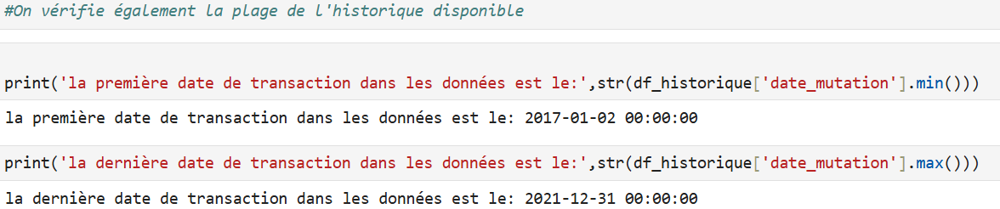 #On vérifie également la plage de l'historique disponible
print('la première date de transaction dans les données est le:',str(df_historique['date_mutation'].min()))
la première date de transaction dans les données est le: 2017-01-02 00:00:00
print('la dernière date de transaction dans les données est le:',str(df_historique['date_mutation'].max()))
la dernière date de transaction dans les données est le: 2021-12-31 00:00:00